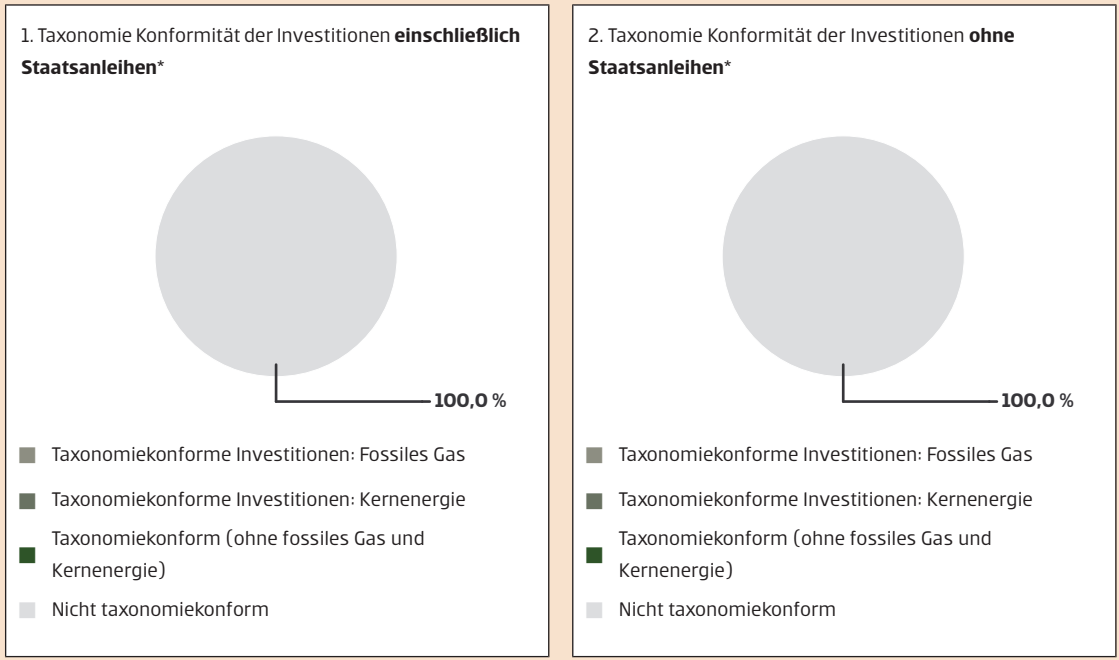 1. Taxonomie Konformität der Investitionen einschließlich
Staatsanleihen*
100,0 %
Taxonomiekonforme Investitionen: Fossiles Gas
Taxonomiekonforme Investitionen: Kernenergie
Taxonomiekonform (ohne fossiles Gas und
Kernenergie)
Nicht taxonomiekonform
2. Taxonomie Konformität der Investitionen ohne
Staatsanleihen*
100,0 %
Taxonomiekonforme Investitionen: Fossiles Gas
Taxonomiekonforme Investitionen: Kernenergie
Taxonomiekonform (ohne fossiles Gas und
Kernenergie)
Nicht taxonomiekonform